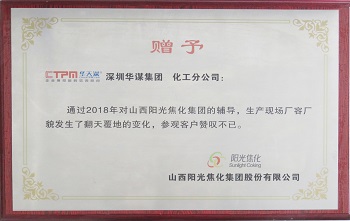 赠予
CTPM 华天谋 深圳华谋集团 化工分公司：
通过2018年对山西阳光焦化集团的辅导，生产现场厂容厂
貌发生了翻天覆地的变化，参观客户赞叹不已。
阳光焦化
Sunlight Coking
山西阳光焦化集团股份有限公司